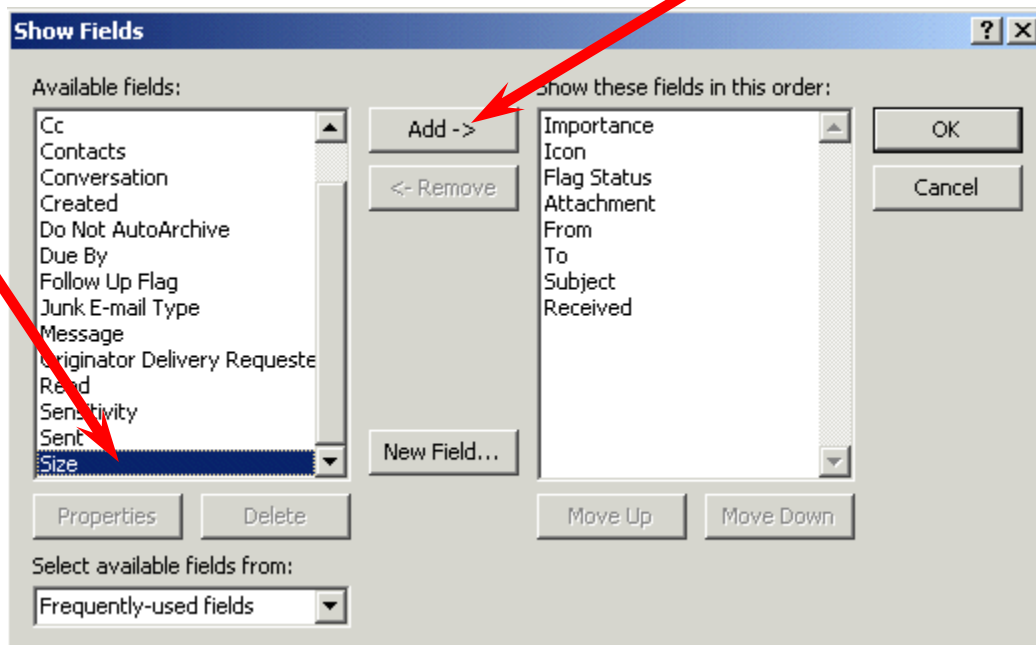 Show Fields
Available fields:
Cc
Contacts
Conversation
Created
Do Not AutoArchive
Due By
Follow Up Flag
Junk E-mail Type
Message
Originator Delivery Requeste
Read
Sensitivity
Sent
Size
Properties
Delete
Select available fields from:
Frequently-used fields
Add ->
<- Remove
New Field...
Show these fields in this order:
Importance
Icon
Flag Status
Attachment
From
To
Subject
Received
Move Up
Move Down
OK
Cancel